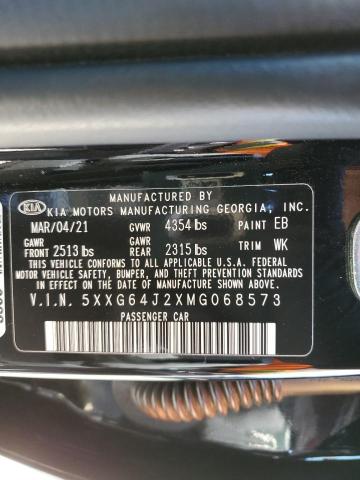 MANUFACTURED BY
KIA KIA MOTORS MANUFACTURING GEORGIA, INC.
MAR/04/21 GVWR 4354 lbs PAINT EB
GAWR FRONT 2513 lbs GAWR REAR 2315 lbs TRIM WK
THIS VEHICLE CONFORMS TO ALL APPLICABLE U.S.A. FEDERAL
MOTOR VEHICLE SAFETY, BUMPER, AND THEFT PREVENTION STANDARDS
IN EFFECT ON THE DATE OF MANUFACTURE SHOWN ABOVE.
V.I.N. 5XXG64J2XMG068573
PASSENGER CAR